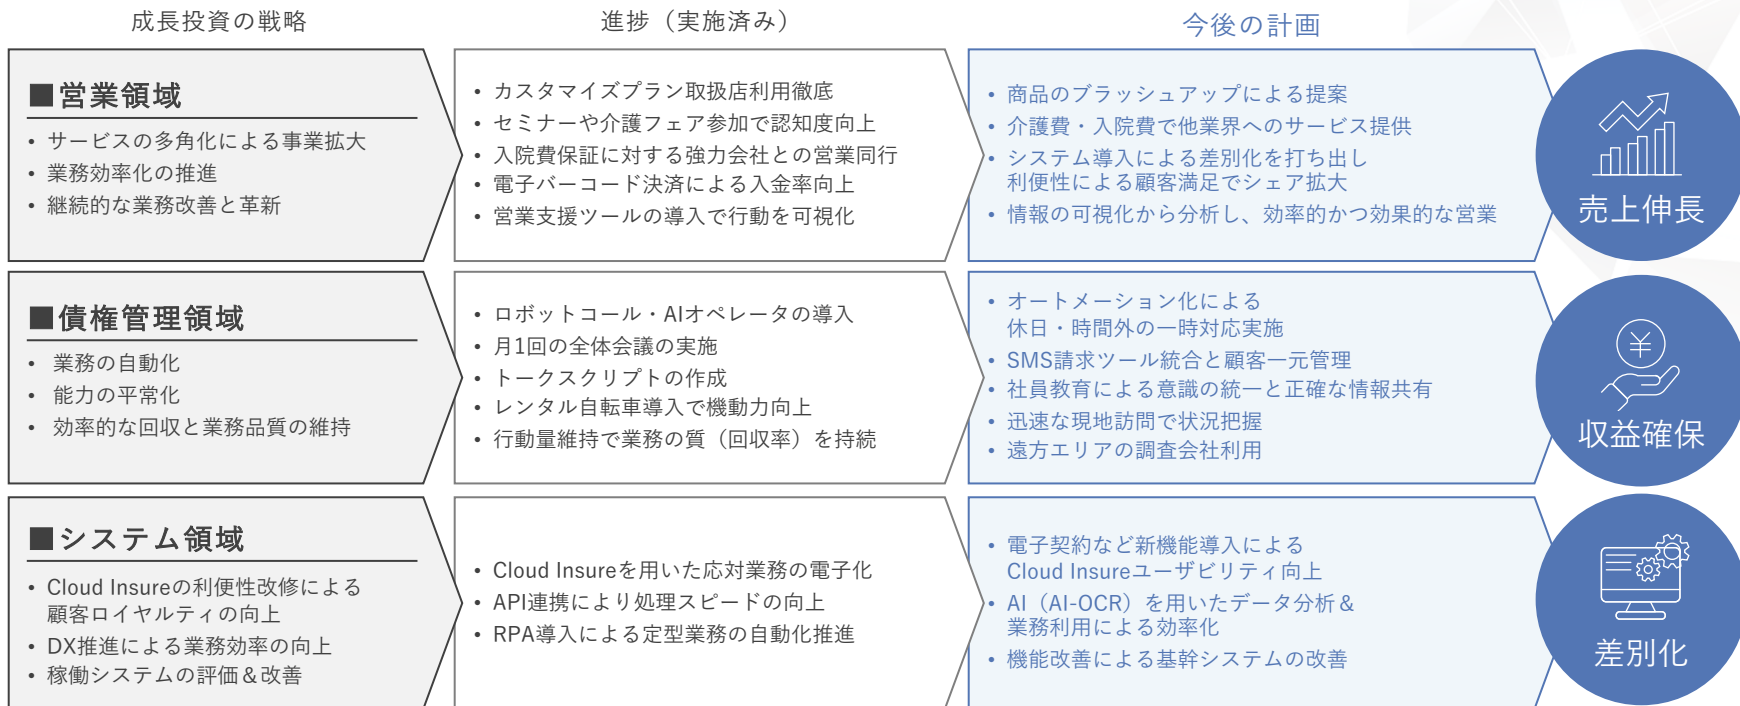 成長投資の戦略
進捗（実施済み）
今後の計画
■営業領域
• サービスの多角化による事業拡大
• 業務効率化の推進
• 継続的な業務改善と革新
• カスタマイズプラン取扱店利用徹底
• セミナーや介護フェア参加で認知度向上
• 入院費保証に対する強力会社との営業同行
• 電子バーコード決済による入金率向上
• 営業支援ツールの導入で行動を可視化
• 商品のブラッシュアップによる提案
• 介護費・入院費で他業界へのサービス提供
• システム導入による差別化を打ち出し
利便性による顧客満足でシェア拡大
• 情報の可視化から分析し、効率的かつ効果的な営業
売上伸長
■債権管理領域
• 業務の自動化
• 能力の平常化
• 効率的な回収と業務品質の維持
• ロボットコール・AIオペレータの導入
• 月1回の全体会議の実施
• トークスクリプトの作成
• レンタル自転車導入で機動力向上
• 行動量維持で業務の質（回収率）を持続
• オートメーション化による
休日・時間外の一時対応実施
• SMS請求ツール統合と顧客一元管理
• 社員教育による意識の統一と正確な情報共有
• 迅速な現地訪問で状況把握
• 遠方エリアの調査会社利用
収益確保
■システム領域
• Cloud Insureの利便性改修による
顧客ロイヤルティの向上
• DX推進による業務効率の向上
• 稼働システムの評価＆改善
• Cloud Insureを用いた応対業務の電子化
• API連携により処理スピードの向上
• RPA導入による定型業務の自動化推進
• 電子契約など新機能導入による
Cloud Insureユーザビリティ向上
• AI（AI-OCR）を用いたデータ分析＆
業務利用による効率化
• 機能改善による基幹システムの改善
差別化